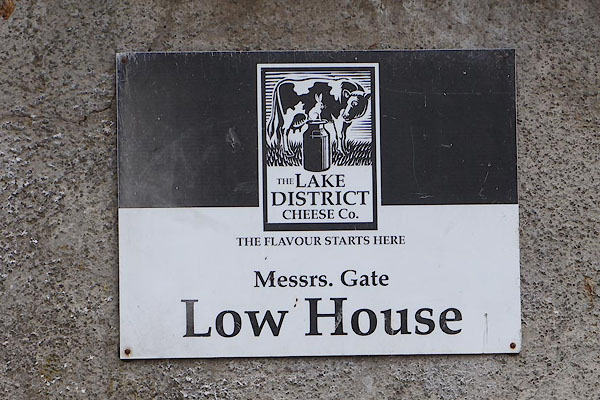 THE LAKE
DISTRICT
CHEESE Co.
THE FLAVOUR STARTS HERE
Messrs. Gate
Low House